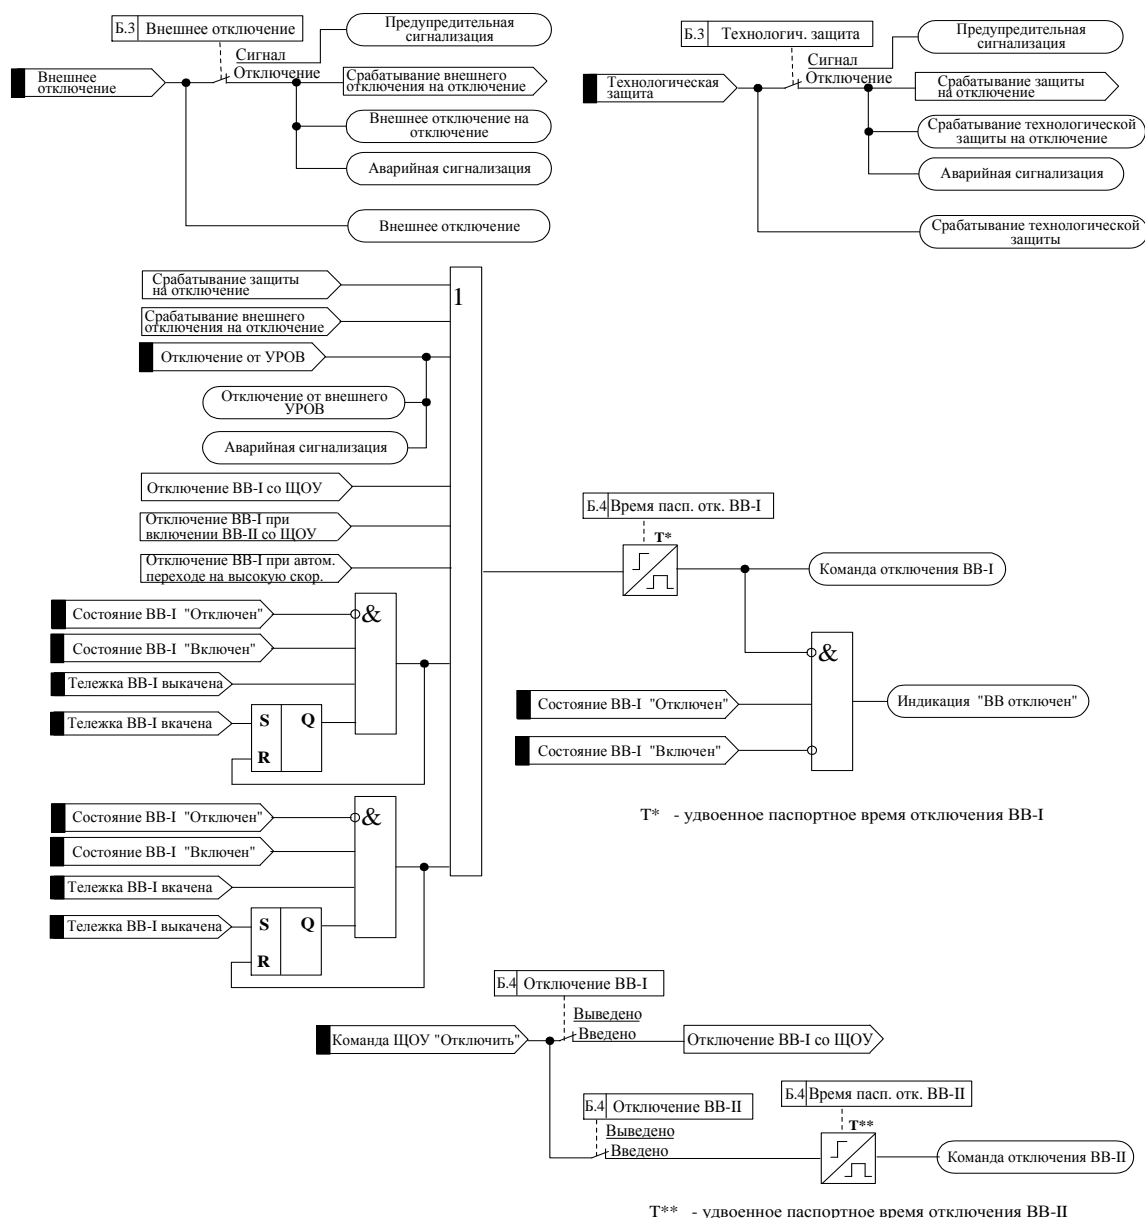 Б.3 Внешнее отключение
Предупредительная
сигнализация
Сигнал
Отключение
Внешнее
отключение
Срабатывание внешнего
отключения на отключение
Внешнее отключение на
отключение
Аварийная сигнализация
Внешнее отключение
Б.3 Технологич. защита
Предупредительная
сигнализация
Сигнал
Отключение
Технологическая
защита
Срабатывание защиты
на отключение
Срабатывание технологической
защиты на отключение
Аварийная сигнализация
Срабатывание технологической
защиты
Срабатывание защиты
на отключение
1
Срабатывание внешнего
отключения на отключение
Отключение от УРОВ
Отключение от внешнего
УРОВ
Аварийная сигнализация
Отключение ВВ-I со ЩОУ
Отключение ВВ-I при
включении ВВ-II со ЩОУ
Отключение ВВ-I при автом.
переходе на высокую скор.
Б.4 Время пасп. отк. ВВ-I
T*
Команда отключения ВВ-I
Состояние ВВ-I "Отключен"
&
Состояние ВВ-I "Включен"
Тележка ВВ-I выкачена
Тележка ВВ-I вкачена
S Q
R
&
Состояние ВВ-I "Отключен"
Индикация "ВВ отключен"
Состояние ВВ-I "Включен"
T* - удвоенное паспортное время отключения ВВ-I
Состояние ВВ-I "Отключен"
&
Состояние ВВ-I "Включен"
Тележка ВВ-I вкачена
Тележка ВВ-I выкачена
S Q
R
Б.4 Отключение ВВ-I
Выведено
Введено
Команда ЩОУ "Отключить"
Отключение ВВ-I со ЩОУ
Б.4 Отключение ВВ-II
Выведено
Введено
Б.4 Время пасп. отк. ВВ-II
T**
Команда отключения ВВ-II
T** - удвоенное паспортное время отключения ВВ-II